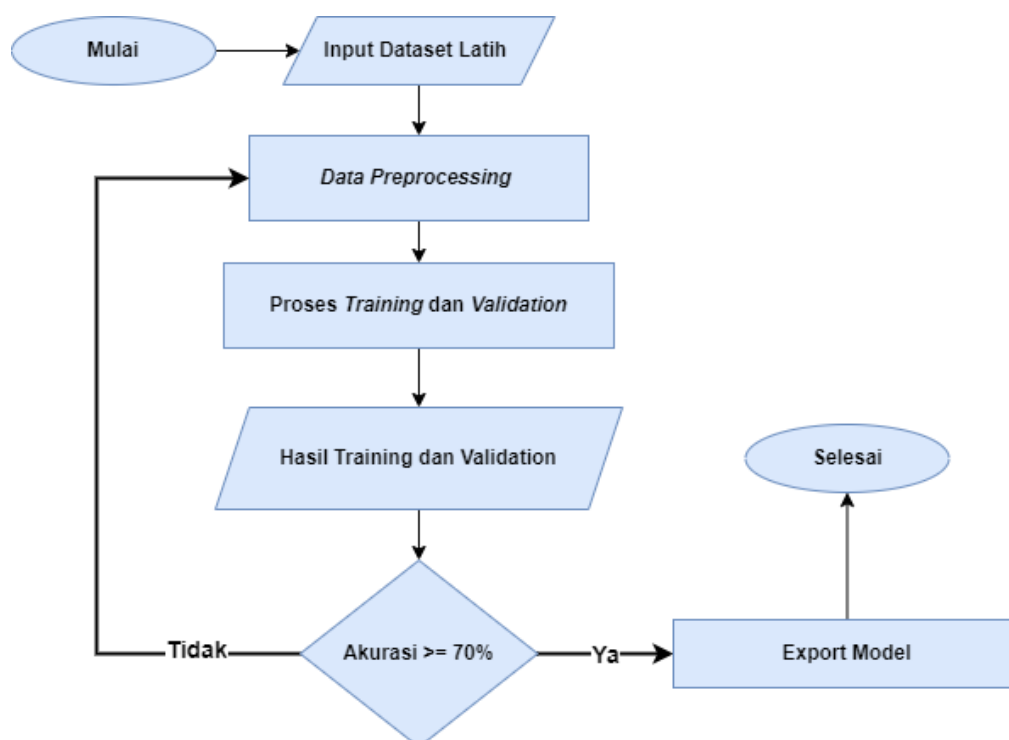 Mulai
Input Dataset Latih
Data Preprocessing
Proses Training dan Validation
Hasil Training dan Validation
Selesai
Tidak
Akurasi >= 70%
Ya
Export Model